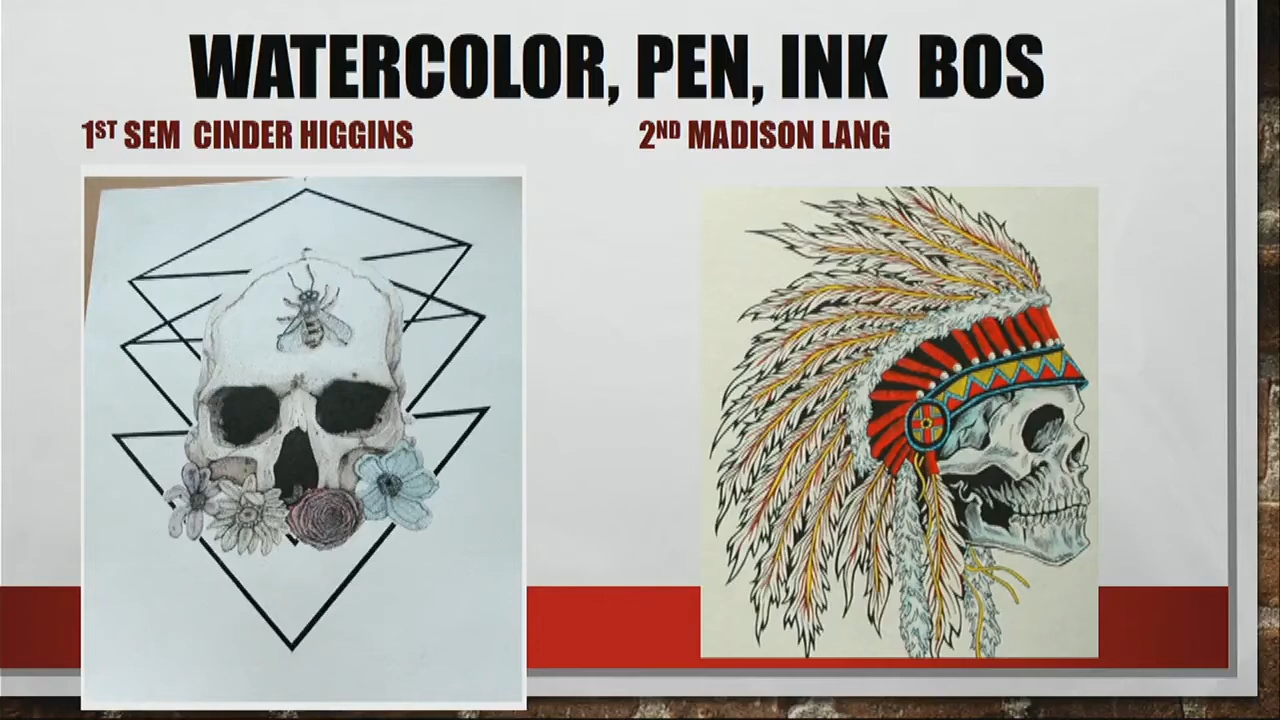 WATERCOLOR, PEN, INK BOS
1ST SEM CINDER HIGGINS
2ND MADISON LANG